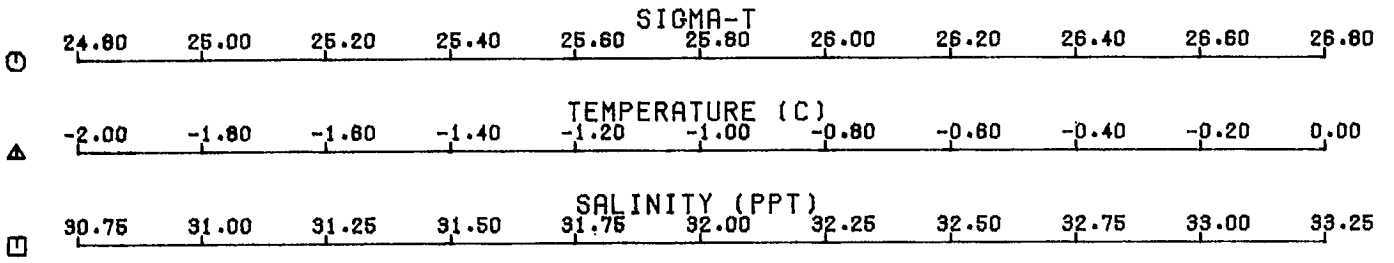 SIGMA-T
24.80 25.00 25.20 25.40 25.60 25.80 26.00 26.20 26.40 26.60 26.80
TEMPERATURE (C)
-2.00 -1.80 -1.60 -1.40 -1.20 -1.00 -0.80 -0.60 -0.40 -0.20 0.00
SALINITY (PPT)
30.75 31.00 31.25 31.50 31.75 32.00 32.25 32.50 32.75 33.00 33.25